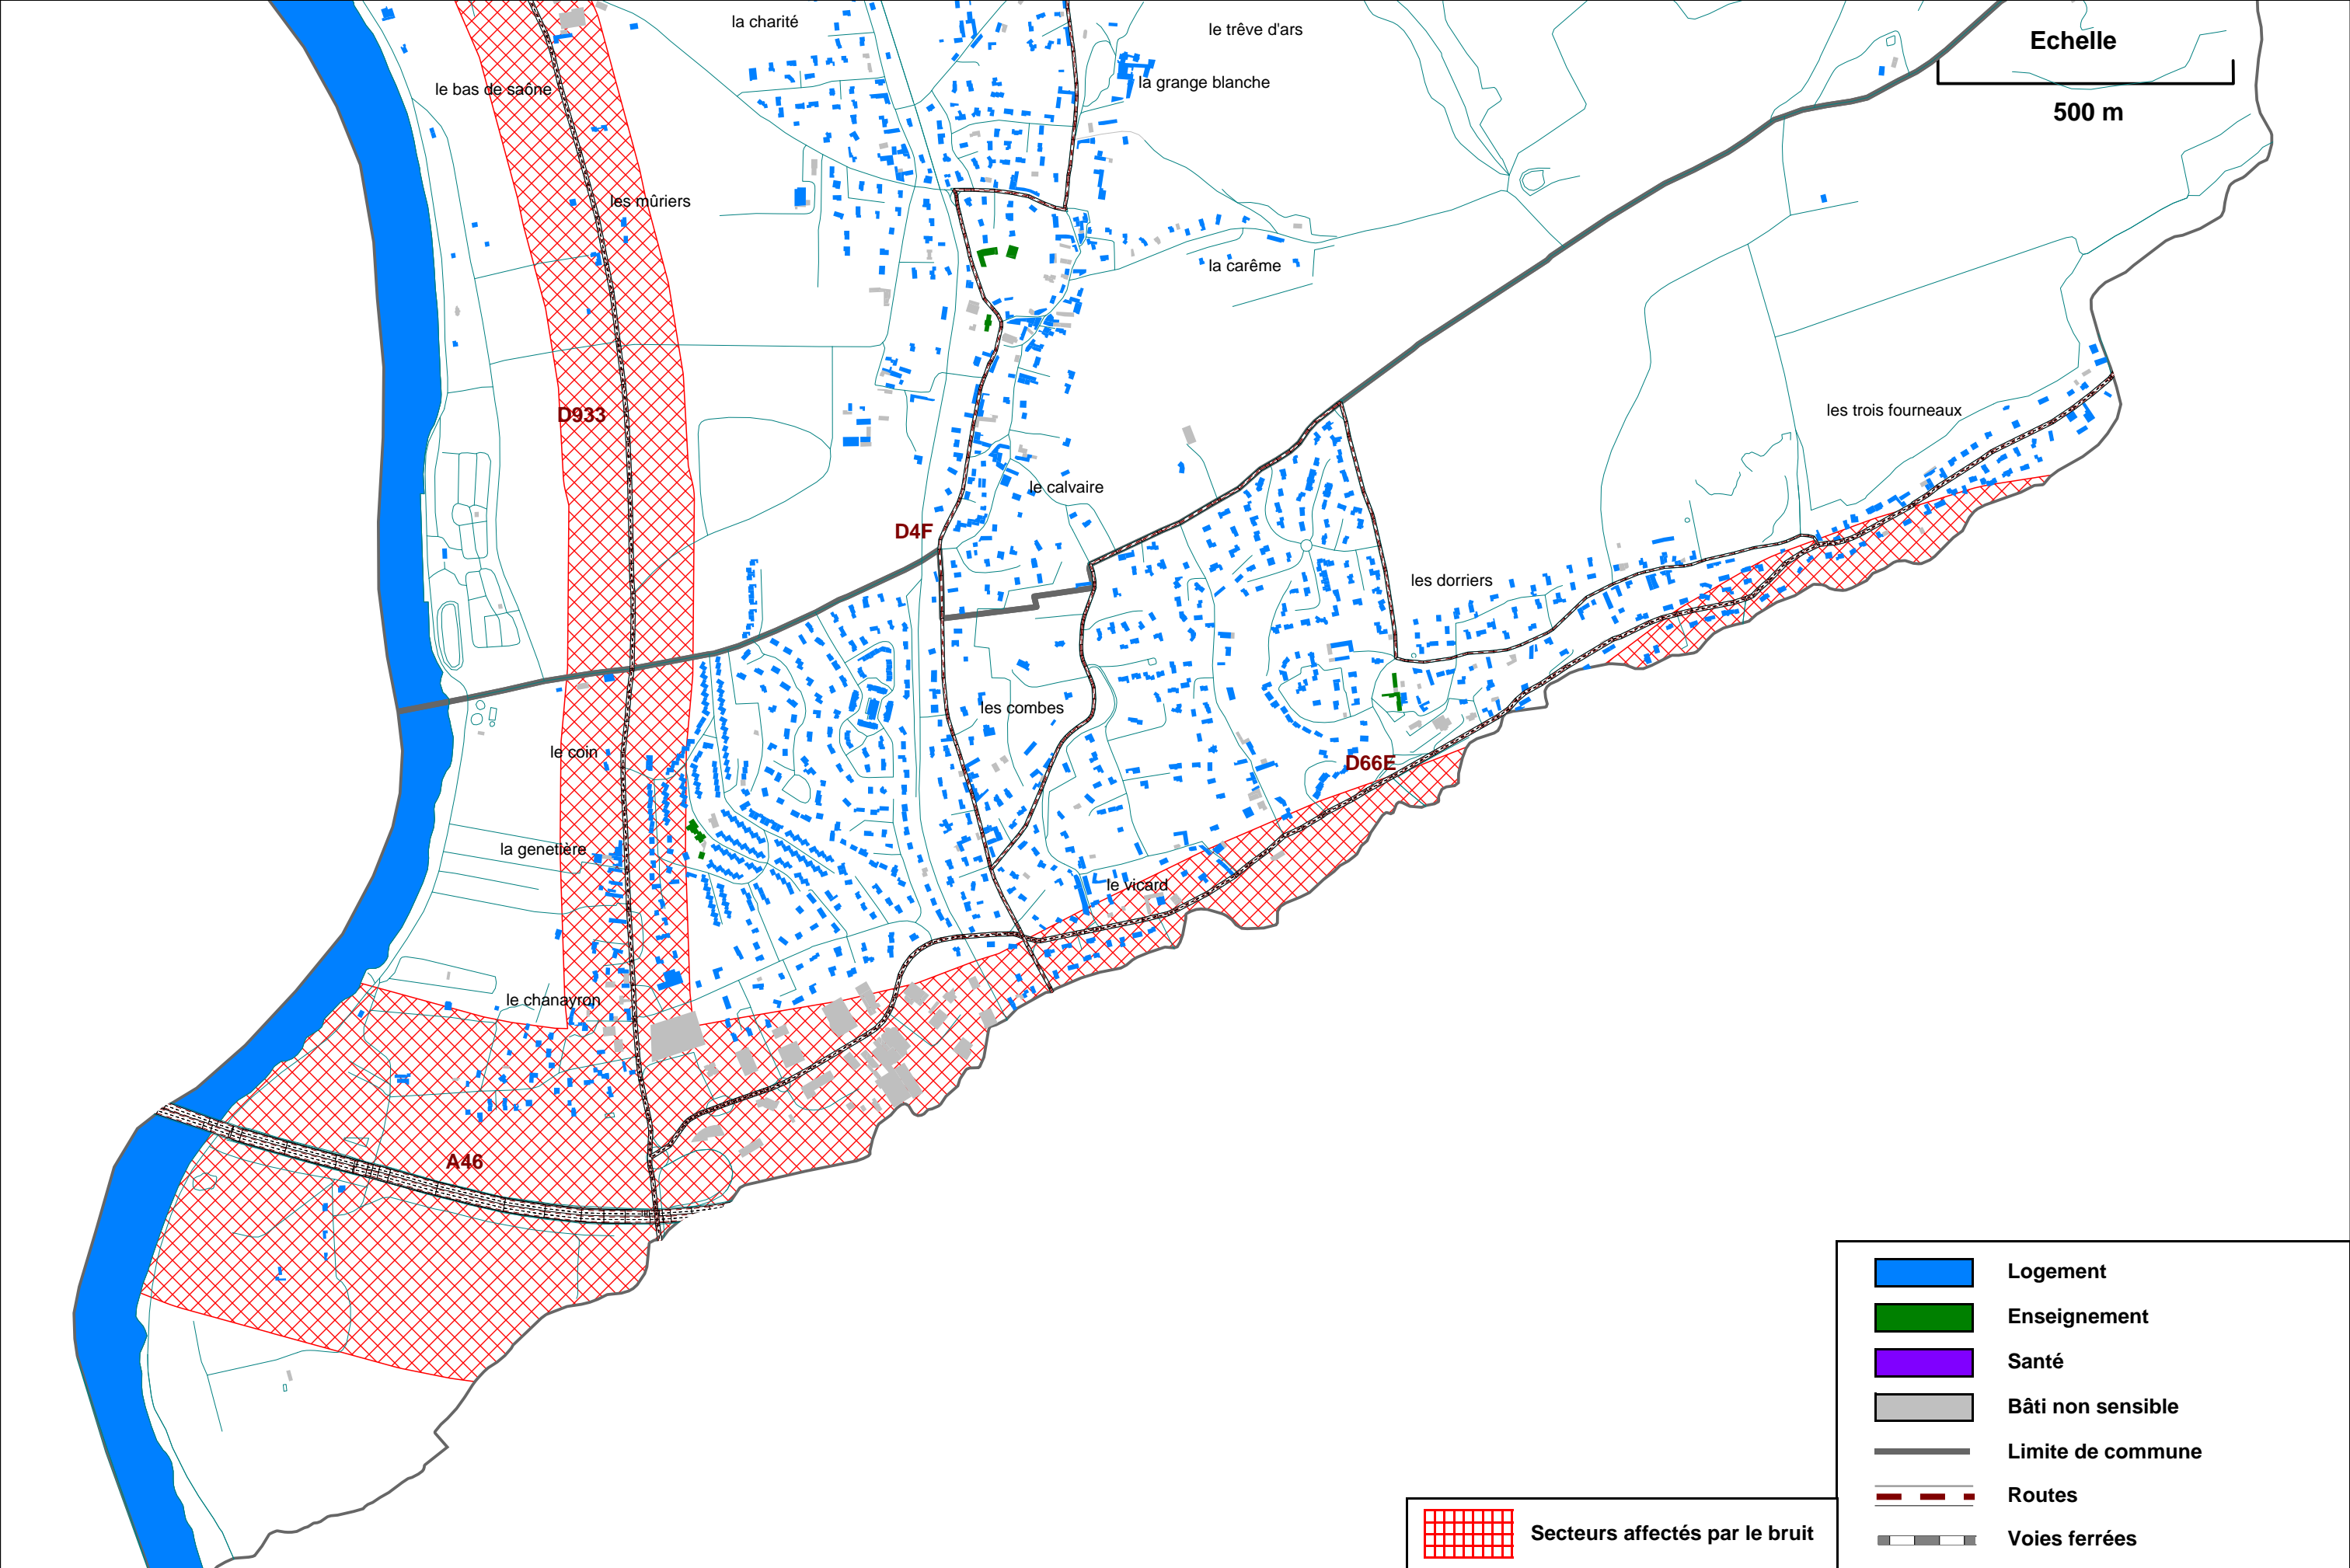 la charité
le trêve d'ars
Echelle
500 m
la grange blanche
le bas de saône
les mûriers
la carême
D933
les trois fourneaux
le calvaire
D4F
les dorriers
les combes
le coin
D66E
la genetière
le vicard
le chanayron
A46
Logement
Enseignement
Santé
Bâti non sensible
Limite de commune
Routes
Voies ferrées
Secteurs affectés par le bruit